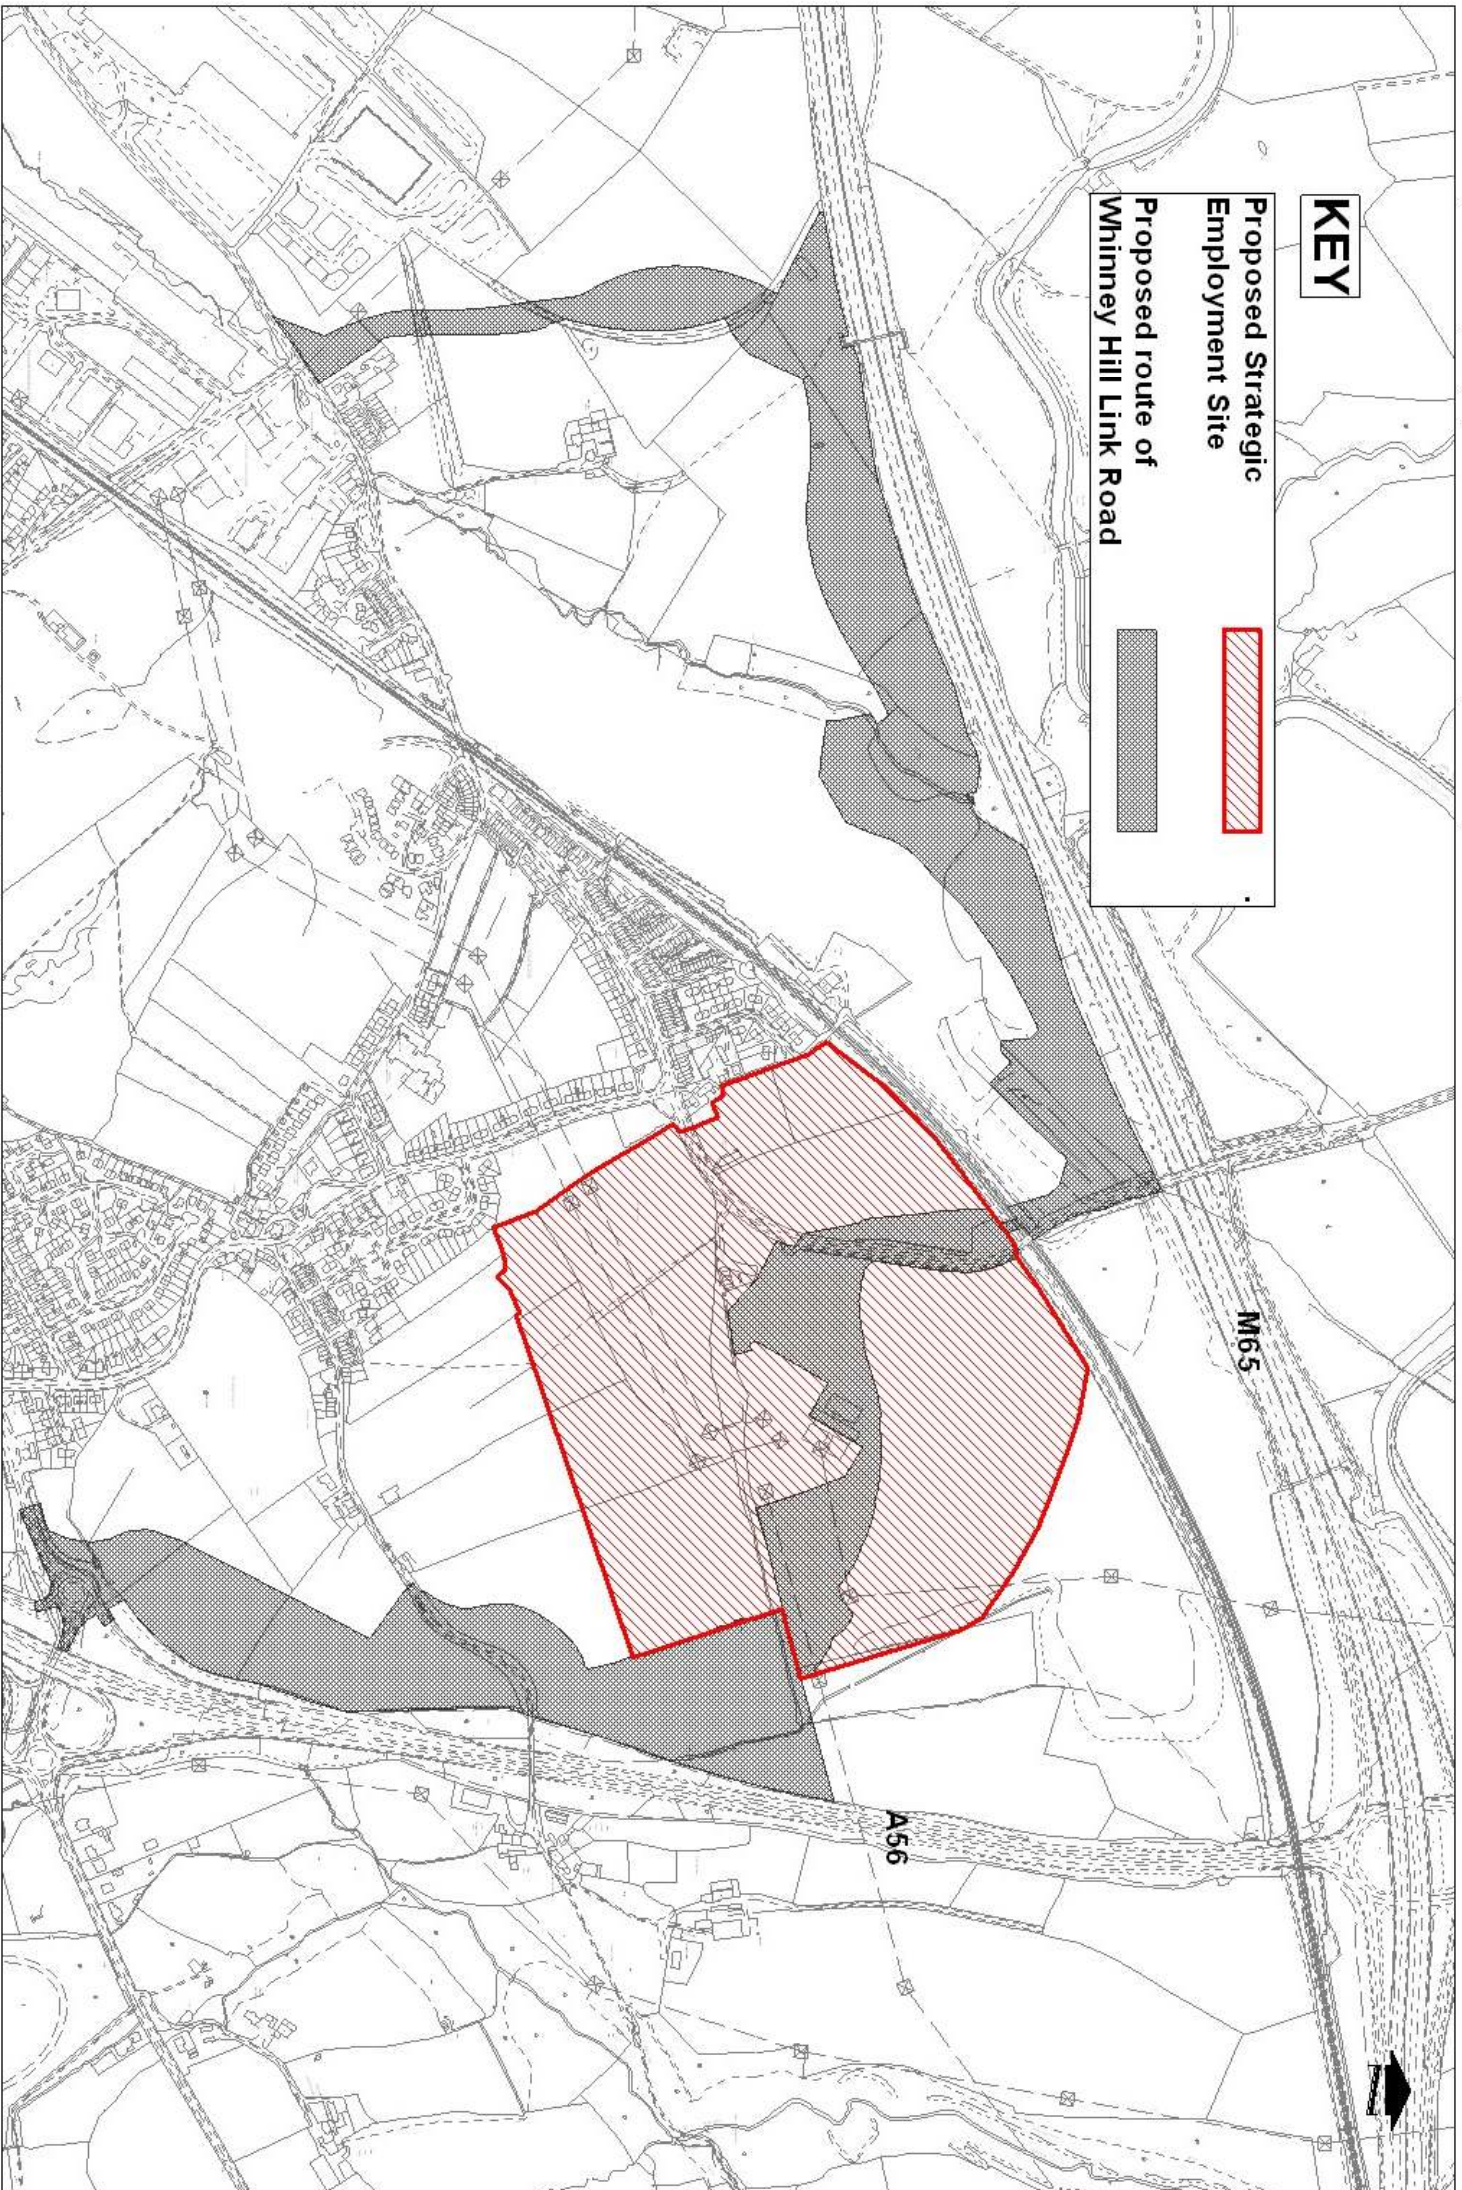 KEY
Proposed Strategic
Employment Site
Proposed route of
Whinney Hill Link Road
M65
A56